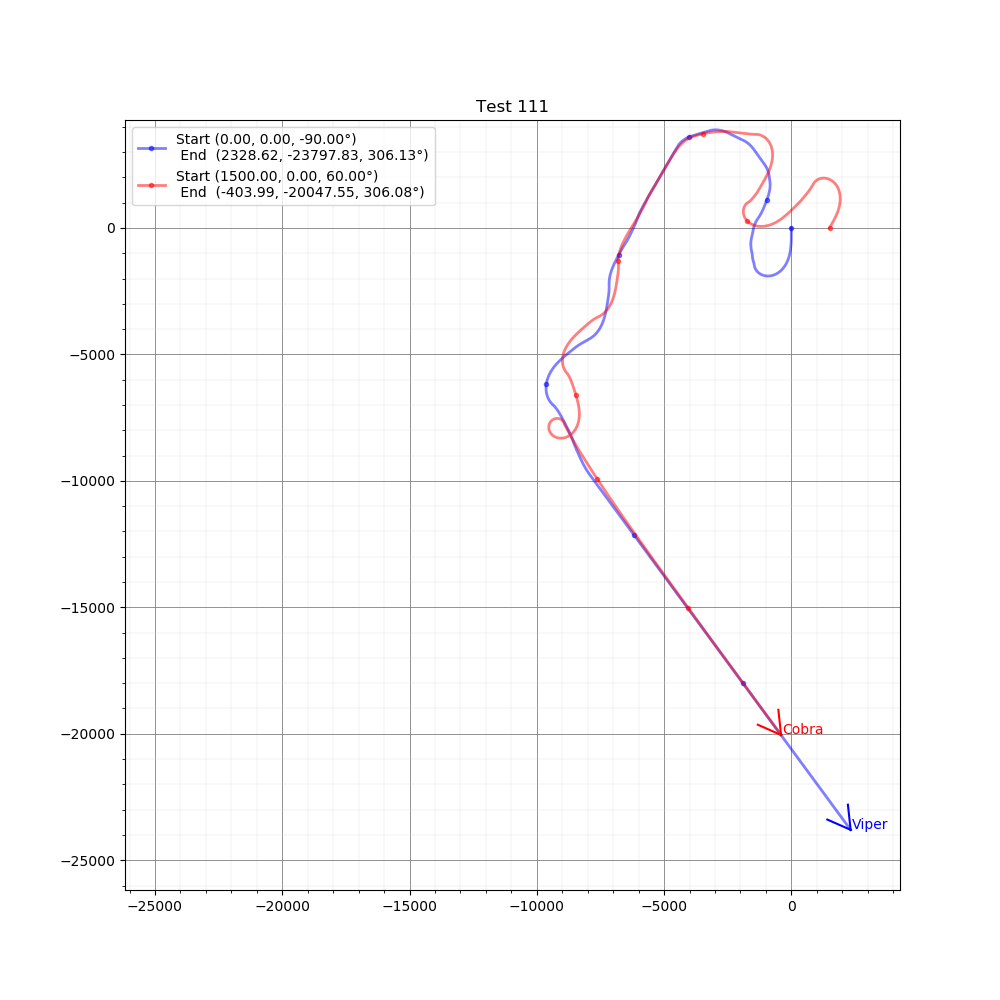 Test 111
Start (0.00, 0.00, -90.00°)
End (2328.62, -23797.83, 306.13°)
Start (1500.00, 0.00, 60.00°)
End (-403.99, -20047.55, 306.08°)
0
−5000
−10000
−15000
−20000
−25000
Cobra
Viper
−25000 −20000 −15000 −10000 −5000 0